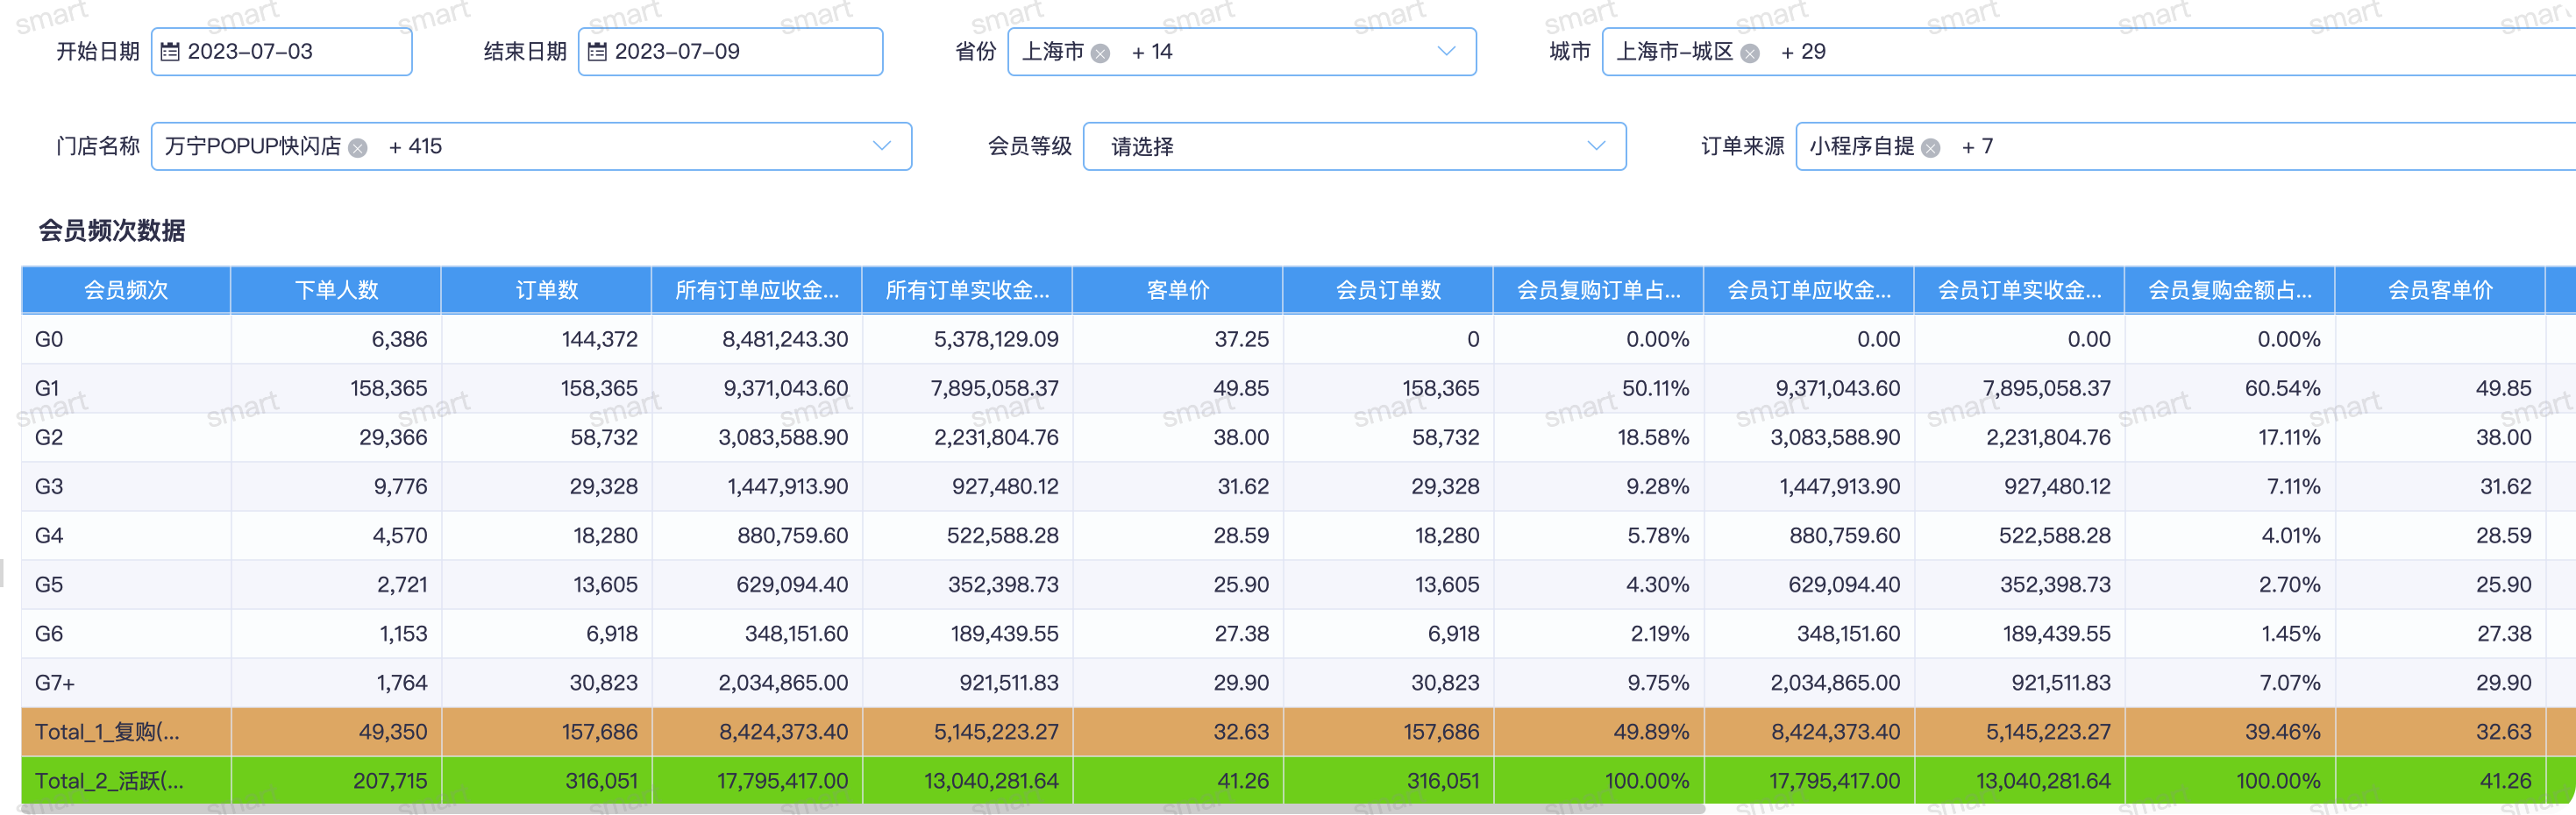 开始日期 2023-07-03 结束日期 2023-07-09 省份 上海市 + 14 城市 上海市-城区 + 29
门店名称 万宁POPUP快闪店 + 415 会员等级 请选择 订单来源 小程序自提 + 7
会员频次数据
会员频次 下单人数 订单数 所有订单应收金... 所有订单实收金... 客单价 会员订单数 会员复购订单占... 会员订单应收金... 会员订单实收金... 会员复购金额占... 会员客单价
G0 6,386 144,372 8,481,243.30 5,378,129.09 37.25 0 0.00% 0.00 0.00 0.00%
G1 158,365 158,365 9,371,043.60 7,895,058.37 49.85 158,365 50.11% 9,371,043.60 7,895,058.37 60.54% 49.85
G2 29,366 58,732 3,083,588.90 2,231,804.76 38.00 58,732 18.58% 3,083,588.90 2,231,804.76 17.11% 38.00
G3 9,776 29,328 1,447,913.90 927,480.12 31.62 29,328 9.28% 1,447,913.90 927,480.12 7.11% 31.62
G4 4,570 18,280 880,759.60 522,588.28 28.59 18,280 5.78% 880,759.60 522,588.28 4.01% 28.59
G5 2,721 13,605 629,094.40 352,398.73 25.90 13,605 4.30% 629,094.40 352,398.73 2.70% 25.90
G6 1,153 6,918 348,151.60 189,439.55 27.38 6,918 2.19% 348,151.60 189,439.55 1.45% 27.38
G7+ 1,764 30,823 2,034,865.00 921,511.83 29.90 30,823 9.75% 2,034,865.00 921,511.83 7.07% 29.90
Total_1_复购(... 49,350 157,686 8,424,373.40 5,145,223.27 32.63 157,686 49.89% 8,424,373.40 5,145,223.27 39.46% 32.63
Total_2_活跃(... 207,715 316,051 17,795,417.00 13,040,281.64 41.26 316,051 100.00% 17,795,417.00 13,040,281.64 100.00% 41.26
smart